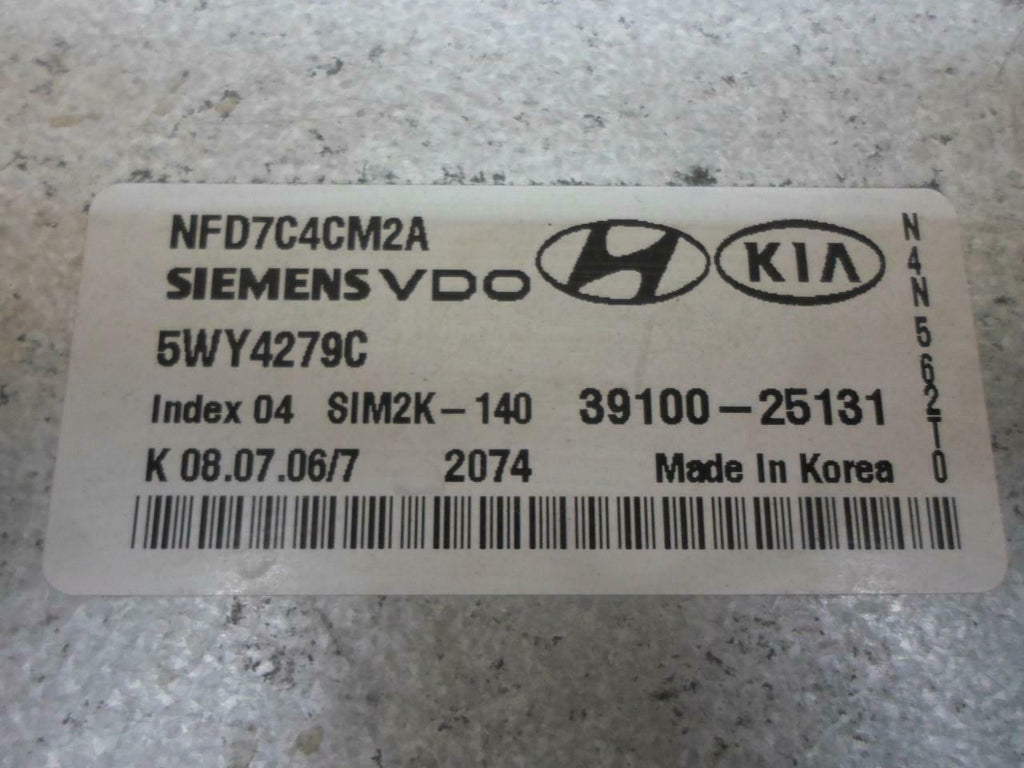 NFD7C4CM2A
SIEMENS VDO
KIA
5WY4279C
Index 04 SIM2K-140 39100-25131
K 08.07.06/7 2074 Made In Korea
N4N562T0